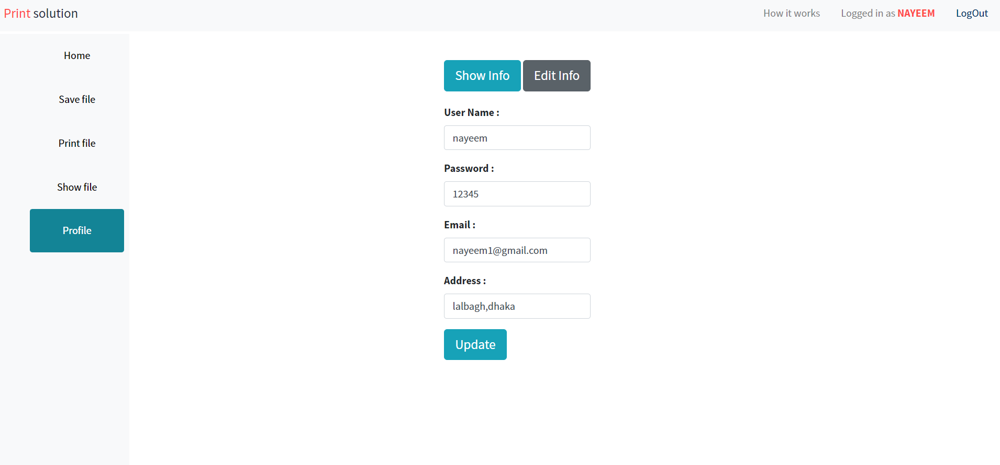 Print solution
How it works
Logged in as NAYEEM
LogOut
Home
Save file
Print file
Show file
Profile
Show Info
Edit Info
User Name :
nayeem
Password :
12345
Email :
nayeem1@gmail.com
Address :
lalbagh,dhaka
Update